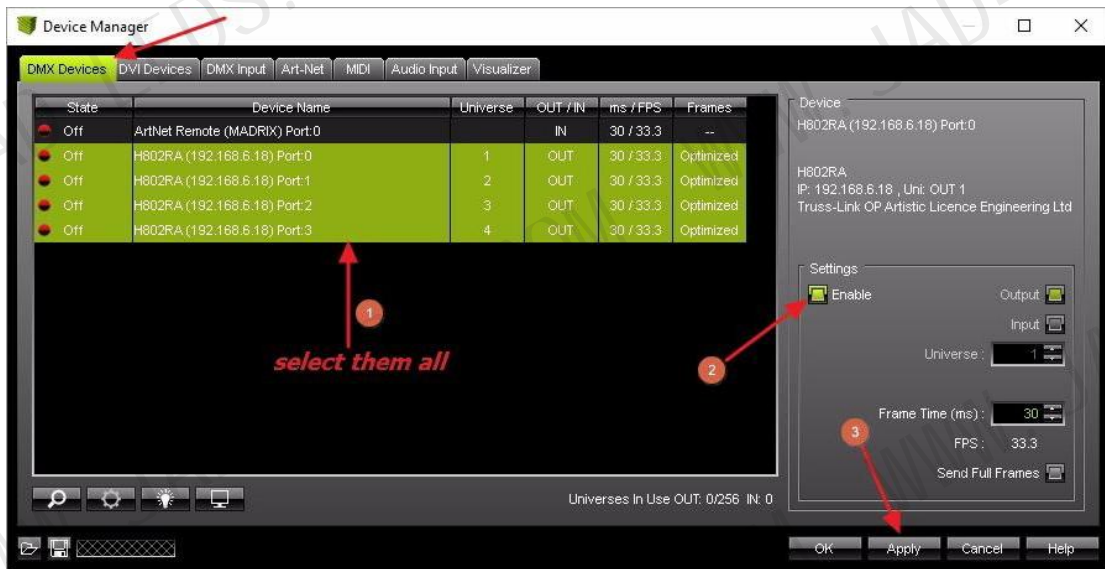 Device Manager
DMX Devices DVI Devices DMX Input Art-Net MIDI Audio Input Visualizer
State Device Name Universe OUT / IN ms / FPS Frames
Off ArtNet Remote (MADRIX) Port:0 IN 30 / 33.3 --
Off H802RA (192.168.6.18) Port:0 1 OUT 30 / 33.3 Optimized
Off H802RA (192.168.6.18) Port:1 2 OUT 30 / 33.3 Optimized
Off H802RA (192.168.6.18) Port:2 3 OUT 30 / 33.3 Optimized
Off H802RA (192.168.6.18) Port:3 4 OUT 30 / 33.3 Optimized
1
select them all
2
Universes In Use OUT: 0/256 IN: 0
Device
H802RA (192.168.6.18) Port:0
H802RA
IP: 192.168.6.18 , Uni: OUT 1
Truss-Link OP Artistic Licence Engineering Ltd
Settings
Enable Output
Input
Universe : 1
Frame Time (ms) : 30
3
FPS : 33.3
Send Full Frames
OK Apply Cancel Help